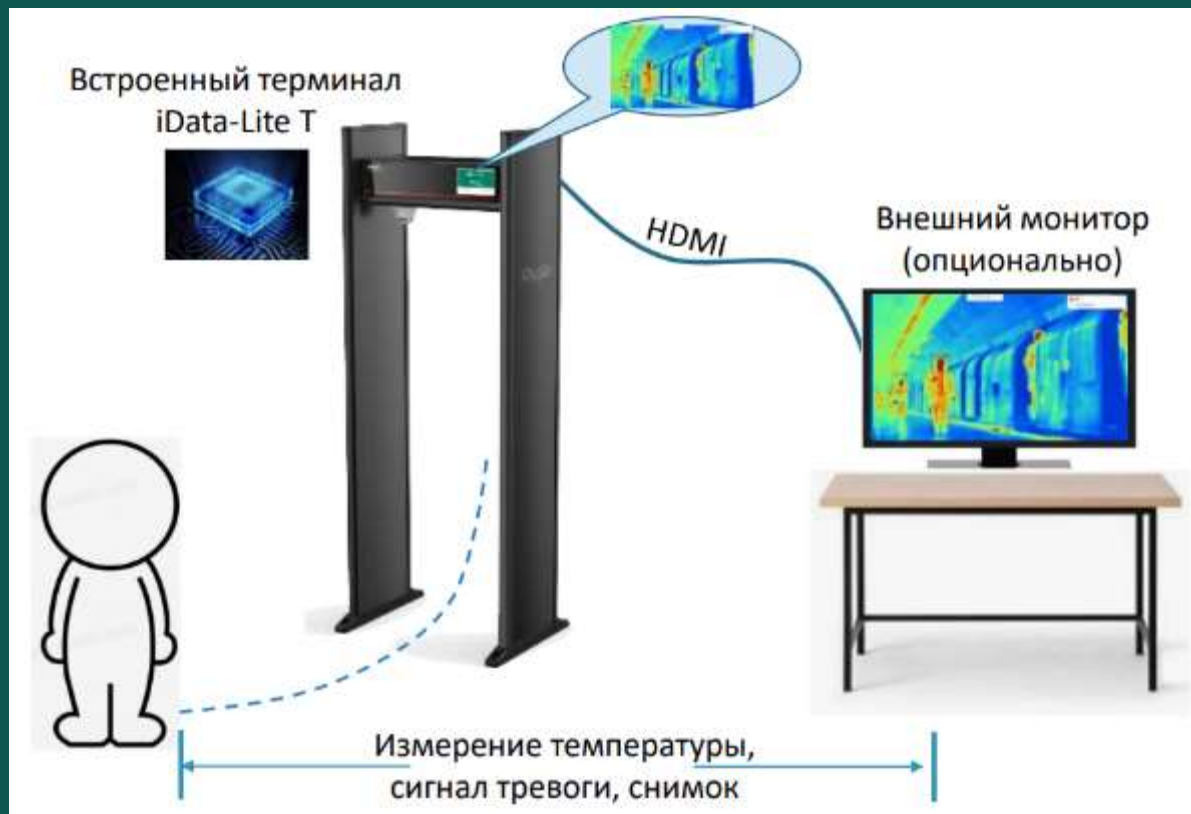 Встроенный терминал
iData-Lite T
HDMI
Внешний монитор
(опционально)
Измерение температуры,
сигнал тревоги, снимок